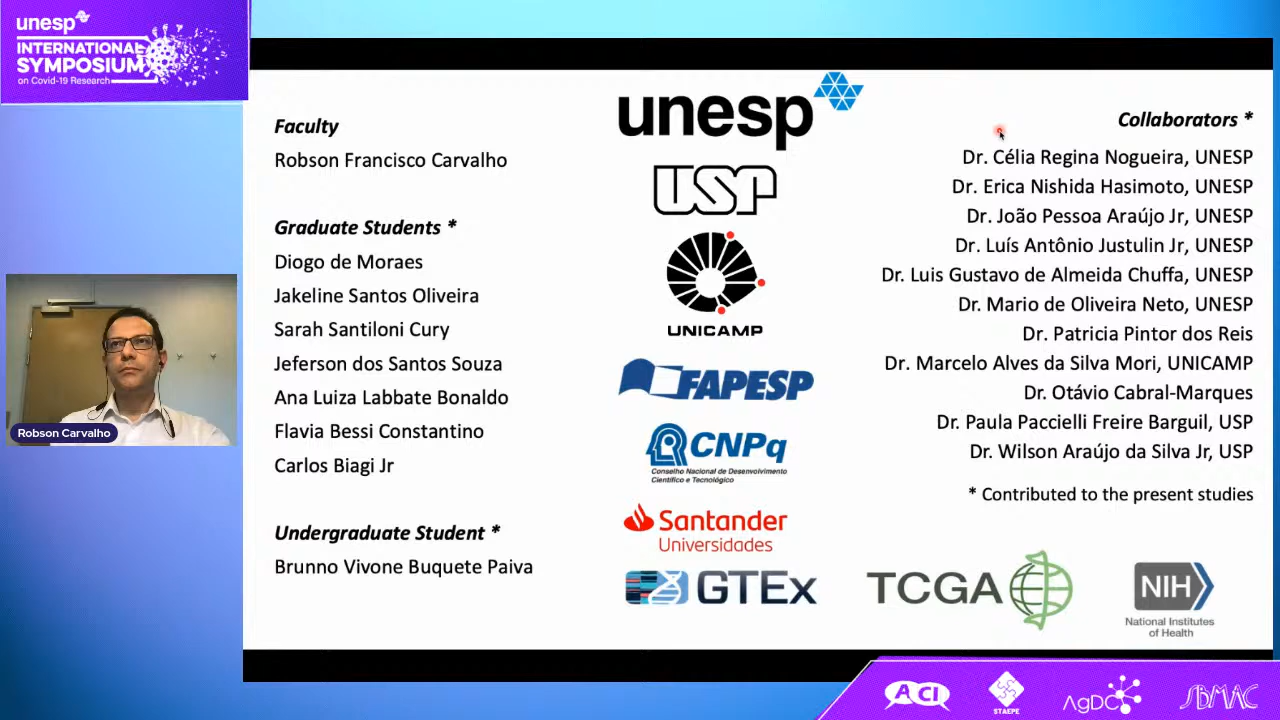 unesp
INTERNATIONAL
SYMPOSIUM
on Covid-19 Research
Robson Carvalho
Faculty
Robson Francisco Carvalho
Graduate Students *
Diogo de Moraes
Jakeline Santos Oliveira
Sarah Santiloni Cury
Jeferson dos Santos Souza
Ana Luiza Labbate Bonaldo
Flavia Bessi Constantino
Carlos Biagi Jr
Undergraduate Student *
Brunno Vivone Buquete Paiva
unesp
USP
UNICAMP
FAPESP
CNPq
Conselho Nacional de Desenvolvimento
Científico e Tecnológico
Santander
Universidades
GTEx
Collaborators *
Dr. Célia Regina Nogueira, UNESP
Dr. Erica Nishida Hasimoto, UNESP
Dr. João Pessoa Araújo Jr, UNESP
Dr. Luís Antônio Justulin Jr, UNESP
Dr. Luis Gustavo de Almeida Chuffa, UNESP
Dr. Mario de Oliveira Neto, UNESP
Dr. Patricia Pintor dos Reis
Dr. Marcelo Alves da Silva Mori, UNICAMP
Dr. Otávio Cabral-Marques
Dr. Paula Paccielli Freire Barguil, USP
Dr. Wilson Araújo da Silva Jr, USP
* Contributed to the present studies
TCGA
NIH
National Institutes
of Health
ACI
STAEPE
AgDC
SBMAC